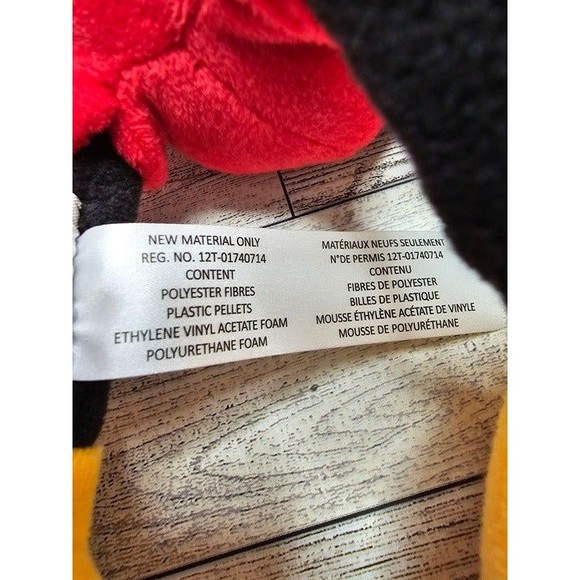 NEW MATERIAL ONLY
REG. NO. 12T-01740714
CONTENT
POLYESTER FIBRES
PLASTIC PELLETS
ETHYLENE VINYL ACETATE FOAM
POLYURETHANE FOAM
MATÉRIAUX NEUFS SEULEMENT
N°DE PERMIS 12T-01740714
CONTENU
FIBRES DE POLYESTER
BILLES DE PLASTIQUE
MOUSSE ÉTHYLÈNE ACÉTATE DE VINYLE
MOUSSE DE POLYURÉTHANE